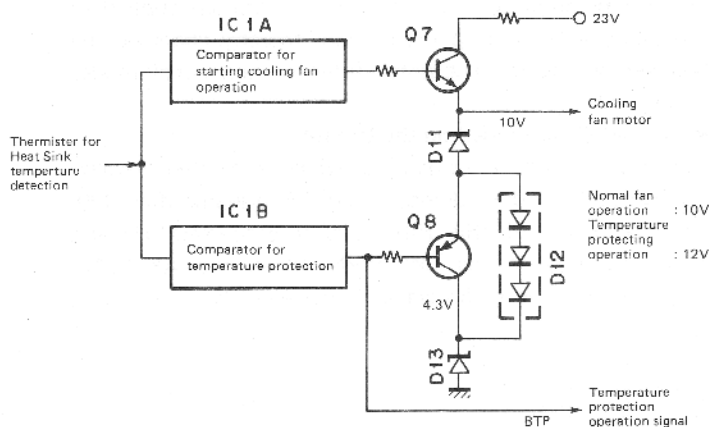 IC1A
Comparator for
starting cooling fan
operation
Q7
23V
10V
Cooling
fan motor
D11
Thermister for
Heat Sink
temperture
detection
IC1B
Comparator for
temperature protection
Q8
4.3V
D12
Nomal fan
operation : 10V
Temperature
protecting
operation : 12V
D13
BTP
Temperature
protection
operation signal